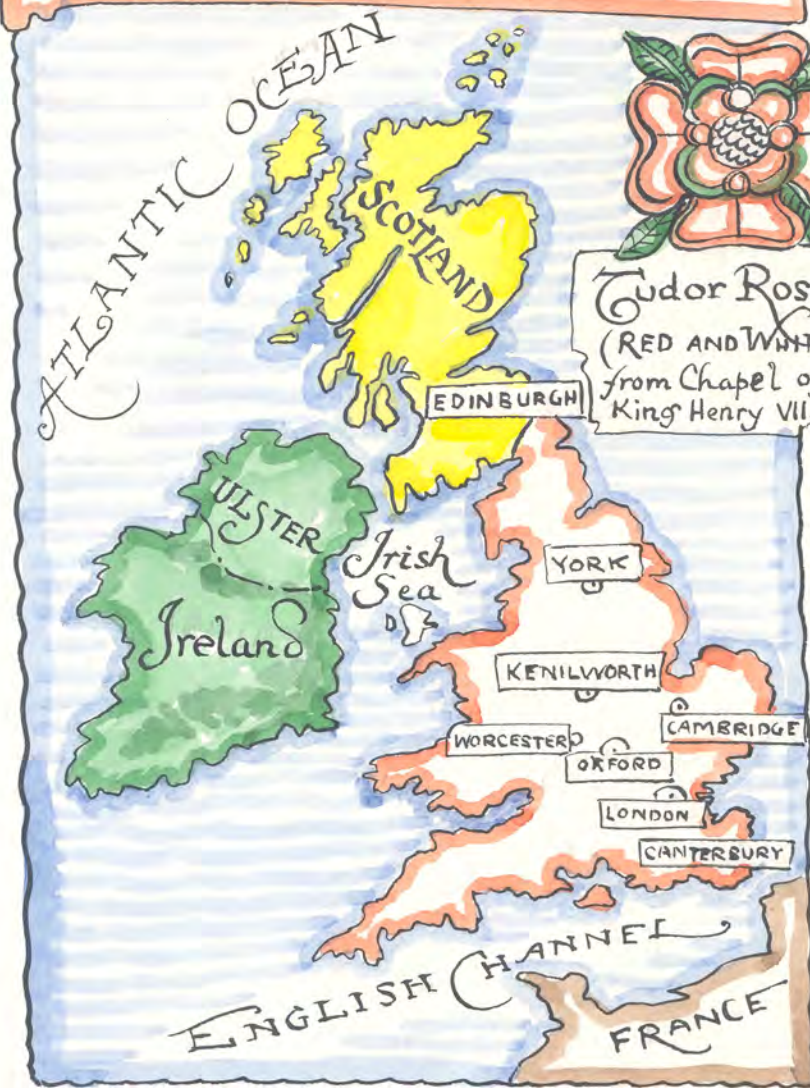 ATLANTIC OCEAN
SCOTLAND
Tudor Ros
(RED AND WHIT
from Chapel o
King Henry VII
EDINBURGH
ULSTER
Irish
Sea
Ireland
YORK
KENILWORTH
WORCESTER
CAMBRIDGE
OXFORD
LONDON
CANTERBURY
ENGLISH CHANNEL
FRANCE